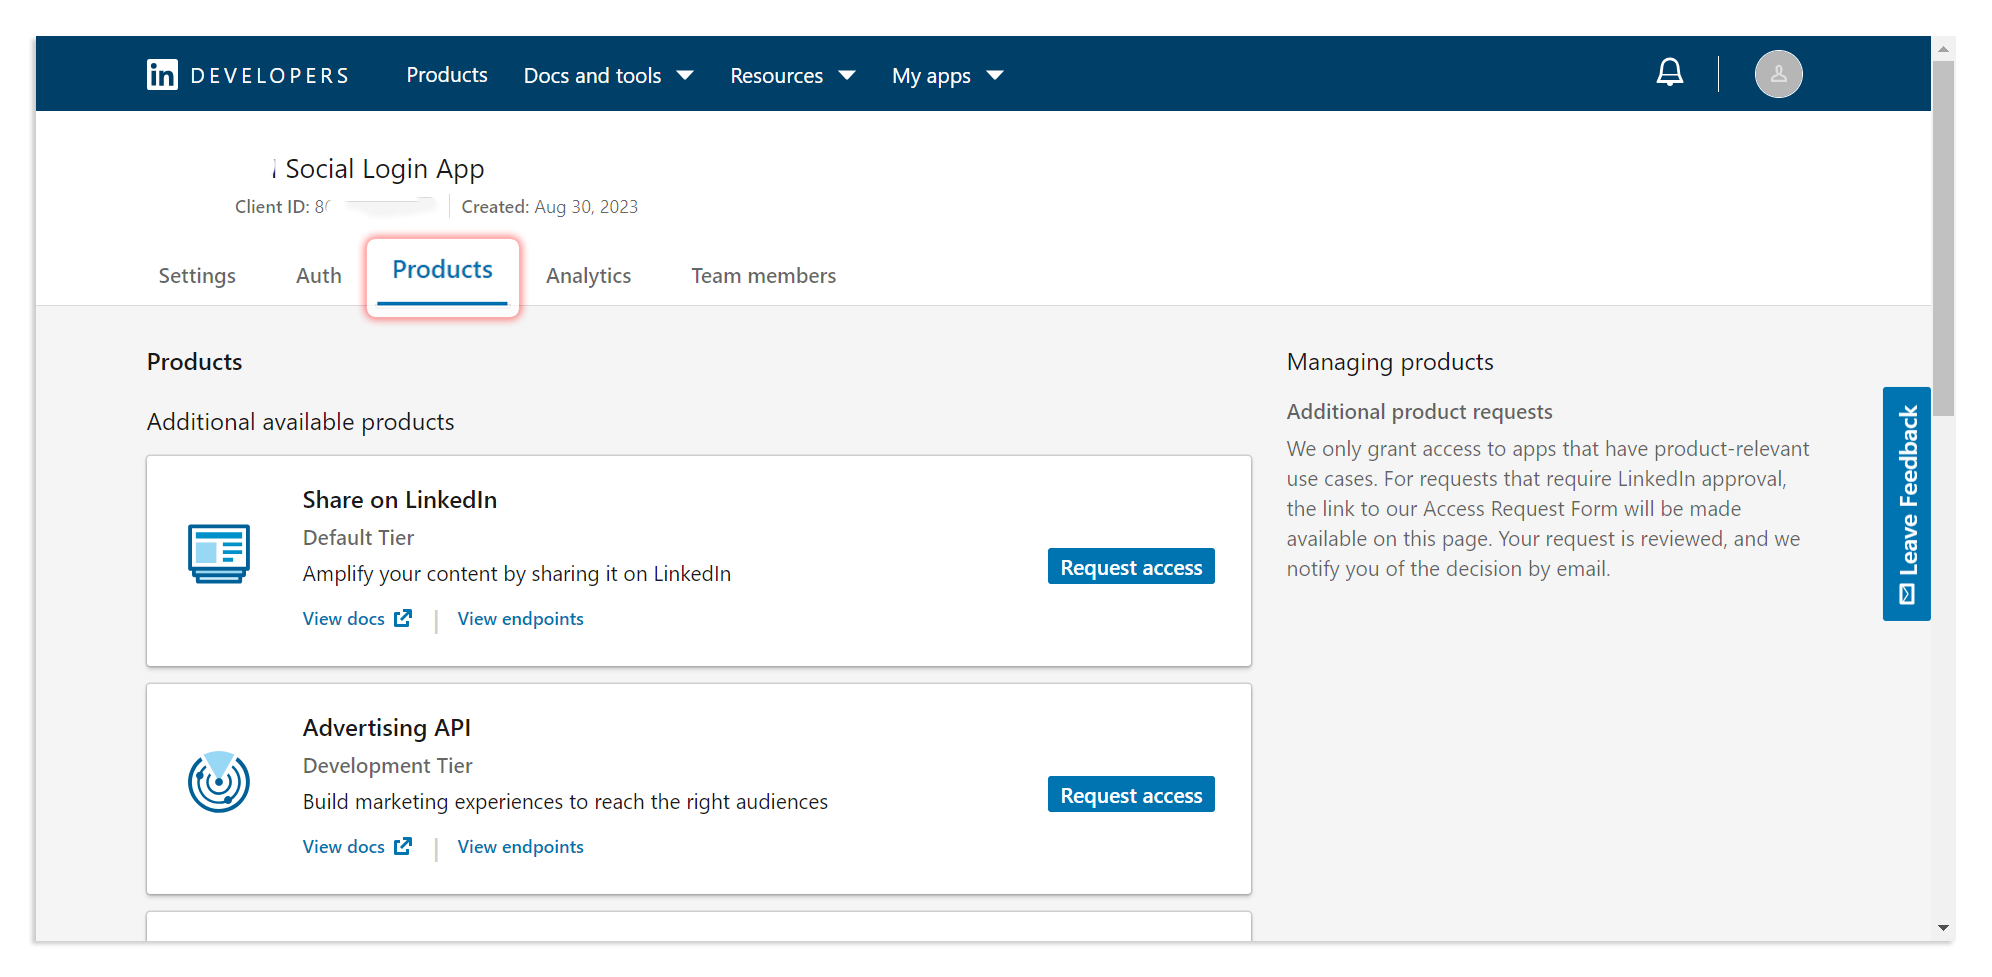 in DEVELOPERS Products Docs and tools Resources My apps
Social Login App
Client ID: Created: Aug 30, 2023
Settings Auth Products Analytics Team members
Products
Additional available products
Share on LinkedIn
Default Tier
Amplify your content by sharing it on LinkedIn
Request access
View docs | View endpoints
Advertising API
Development Tier
Build marketing experiences to reach the right audiences
Request access
View docs | View endpoints
Managing products
Additional product requests
We only grant access to apps that have product-relevant
use cases. For requests that require LinkedIn approval,
the link to our Access Request Form will be made
available on this page. Your request is reviewed, and we
notify you of the decision by email.
Leave Feedback